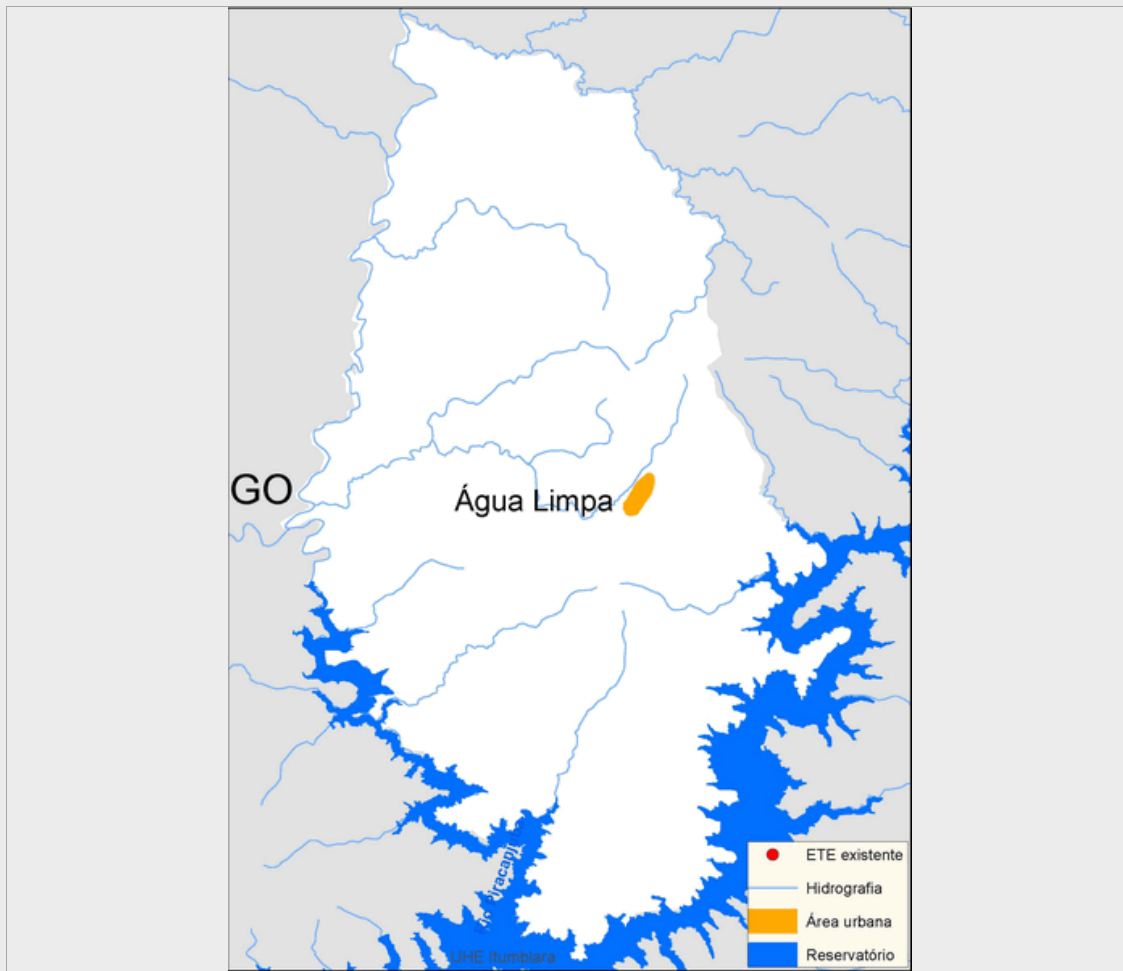 GO
Água Limpa
ETE existente
Hidrografia
Área urbana
Reservatório
UHE Itumbiara